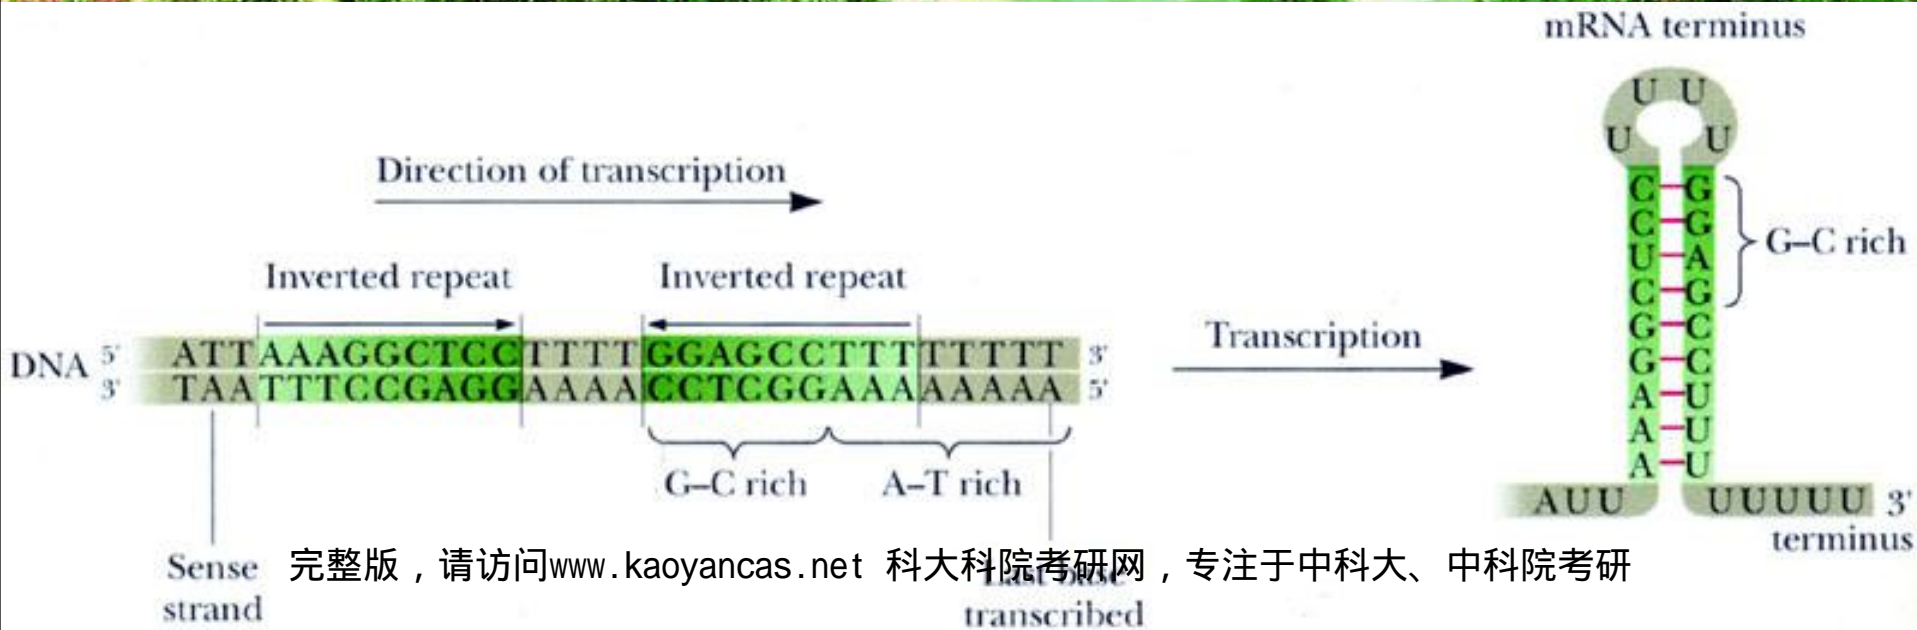 mRNA terminus
U U
U U
Direction of transcription
C G
C G
U A
G–C rich
Inverted repeat Inverted repeat
C G
G C
Transcription
DNA 5' ATTAAAGGCTCCTTTTGGAGCCTTTTTTTT 3'
G C
3' TAATTTCCGAGGAAAACCTCGGAAAAAAAA 5'
A U
A U
A U
G–C rich A–T rich
AUU UUUUU 3'
terminus
Sense
strand
完整版，请访问www.kaoyancas.net 科大科院考研网，专注于中科大、中科院考研
Last base
transcribed